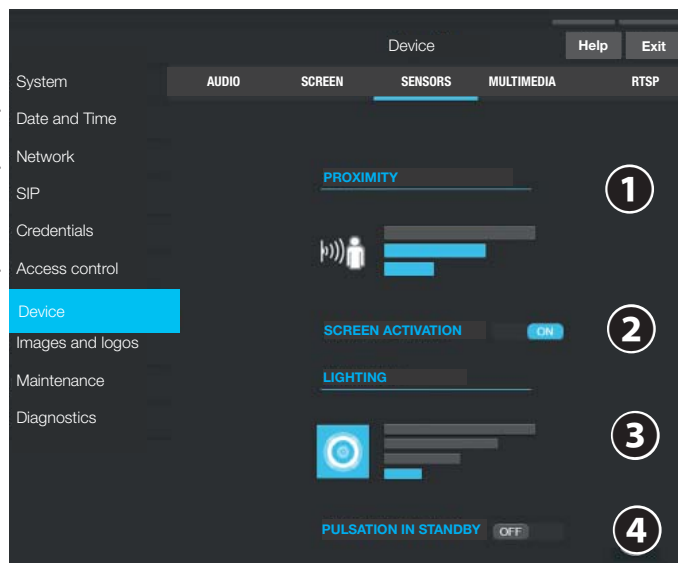 Device
Help
Exit
System
Date and Time
Network
SIP
Credentials
Access control
Device
Images and logos
Maintenance
Diagnostics
AUDIO SCREEN SENSORS MULTIMEDIA RTSP
PROXIMITY
1
SCREEN ACTIVATION ON
2
LIGHTING
3
PULSATION IN STANDBY OFF
4